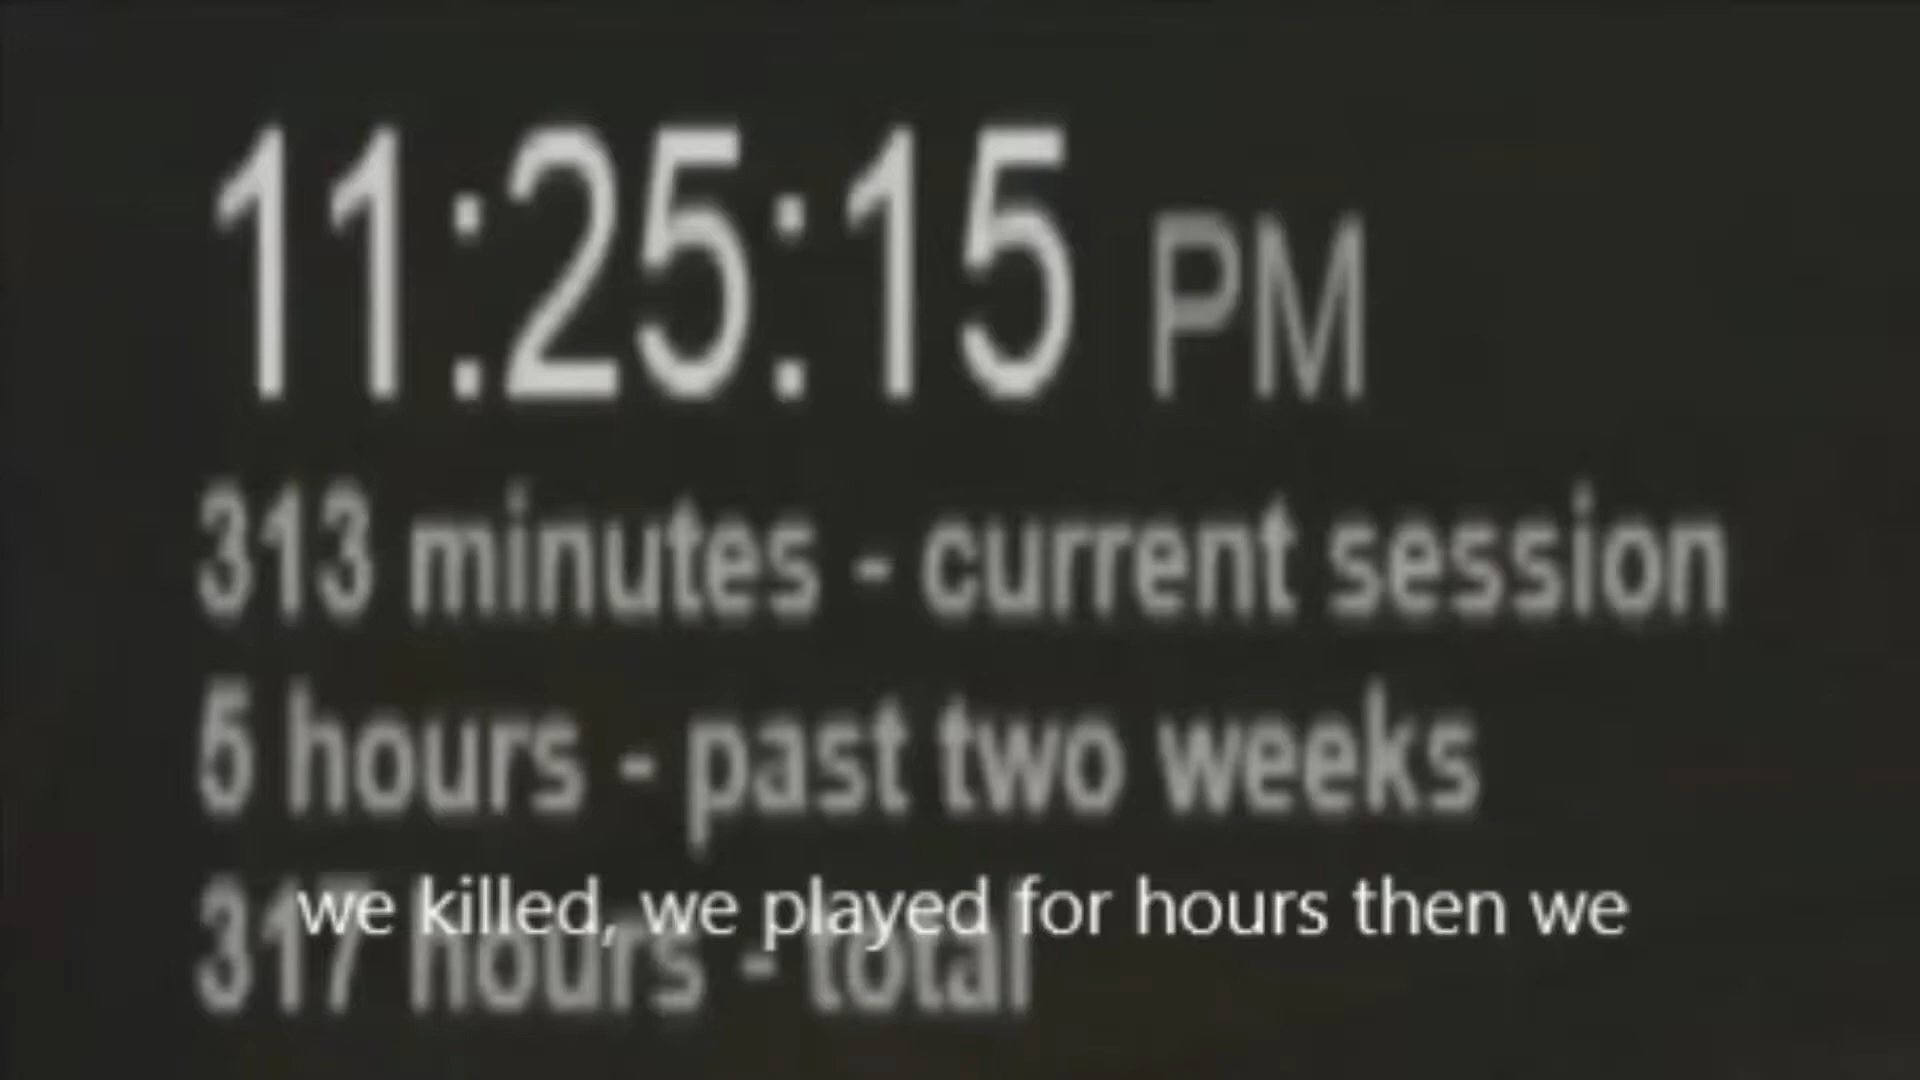 11:25:15 PM
313 minutes - current session
5 hours - past two weeks
we killed, we played for hours then we
317 hours - total